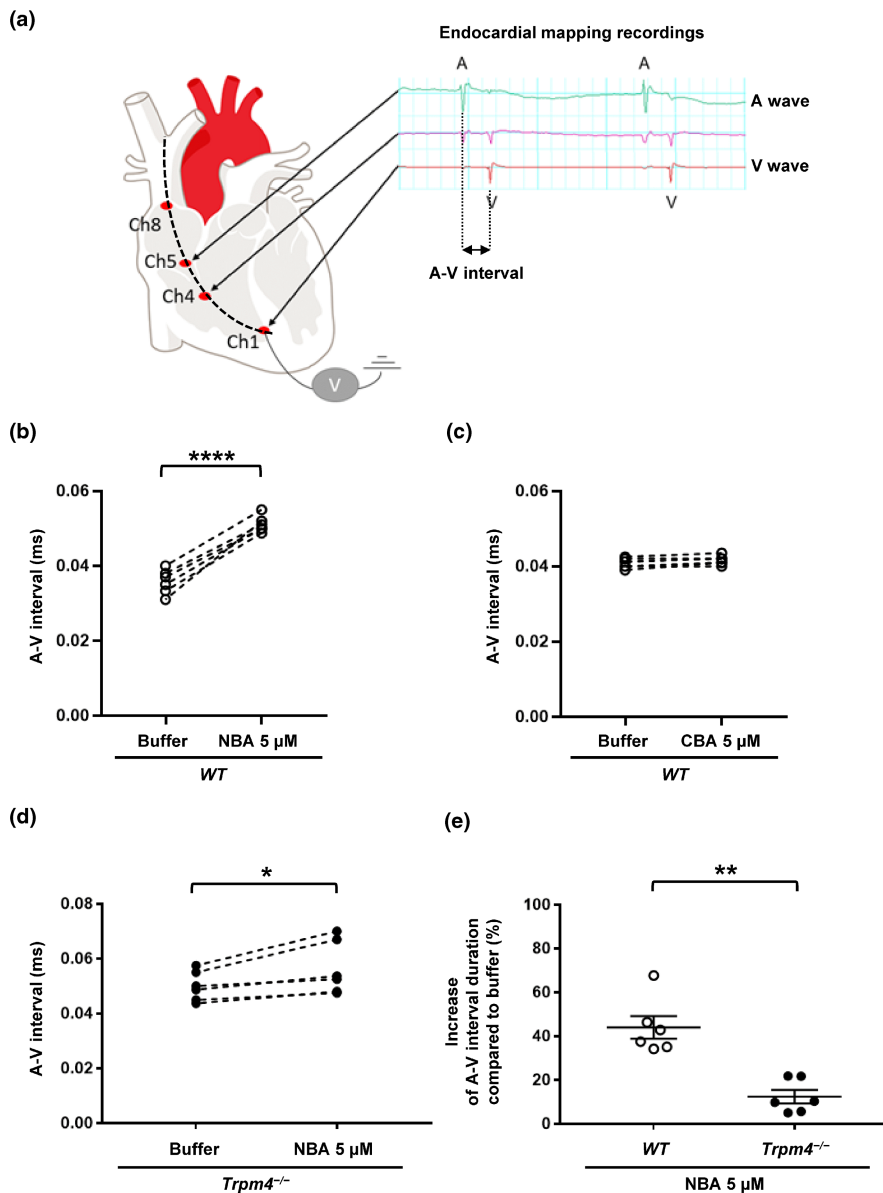 (a)
Endocardial mapping recordings
A
A
A wave
V wave
V
V
A-V interval
Ch8
Ch5
Ch4
Ch1
V
(b)
****
A-V interval (ms)
0.06
0.04
0.02
0.00
Buffer
NBA 5 µM
WT
(c)
A-V interval (ms)
0.06
0.04
0.02
0.00
Buffer
CBA 5 µM
WT
(d)
*
A-V interval (ms)
0.08
0.06
0.04
0.02
0.00
Buffer
NBA 5 µM
Trpm4⁻/⁻
(e)
**
Increase
of A-V interval duration
compared to buffer (%)
100
80
60
40
20
0
WT
Trpm4⁻/⁻
NBA 5 µM